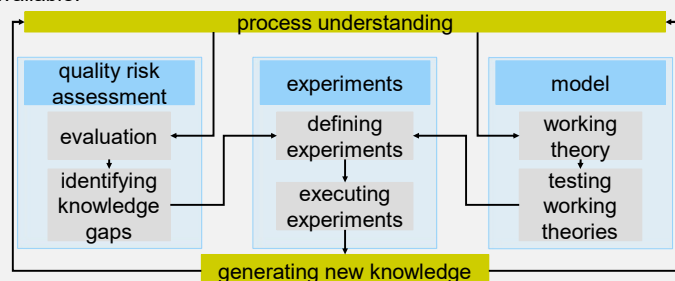 process understanding
quality risk
assessment
experiments
model
evaluation
defining
experiments
working
theory
identifying
knowledge
gaps
executing
experiments
testing
working
theories
generating new knowledge